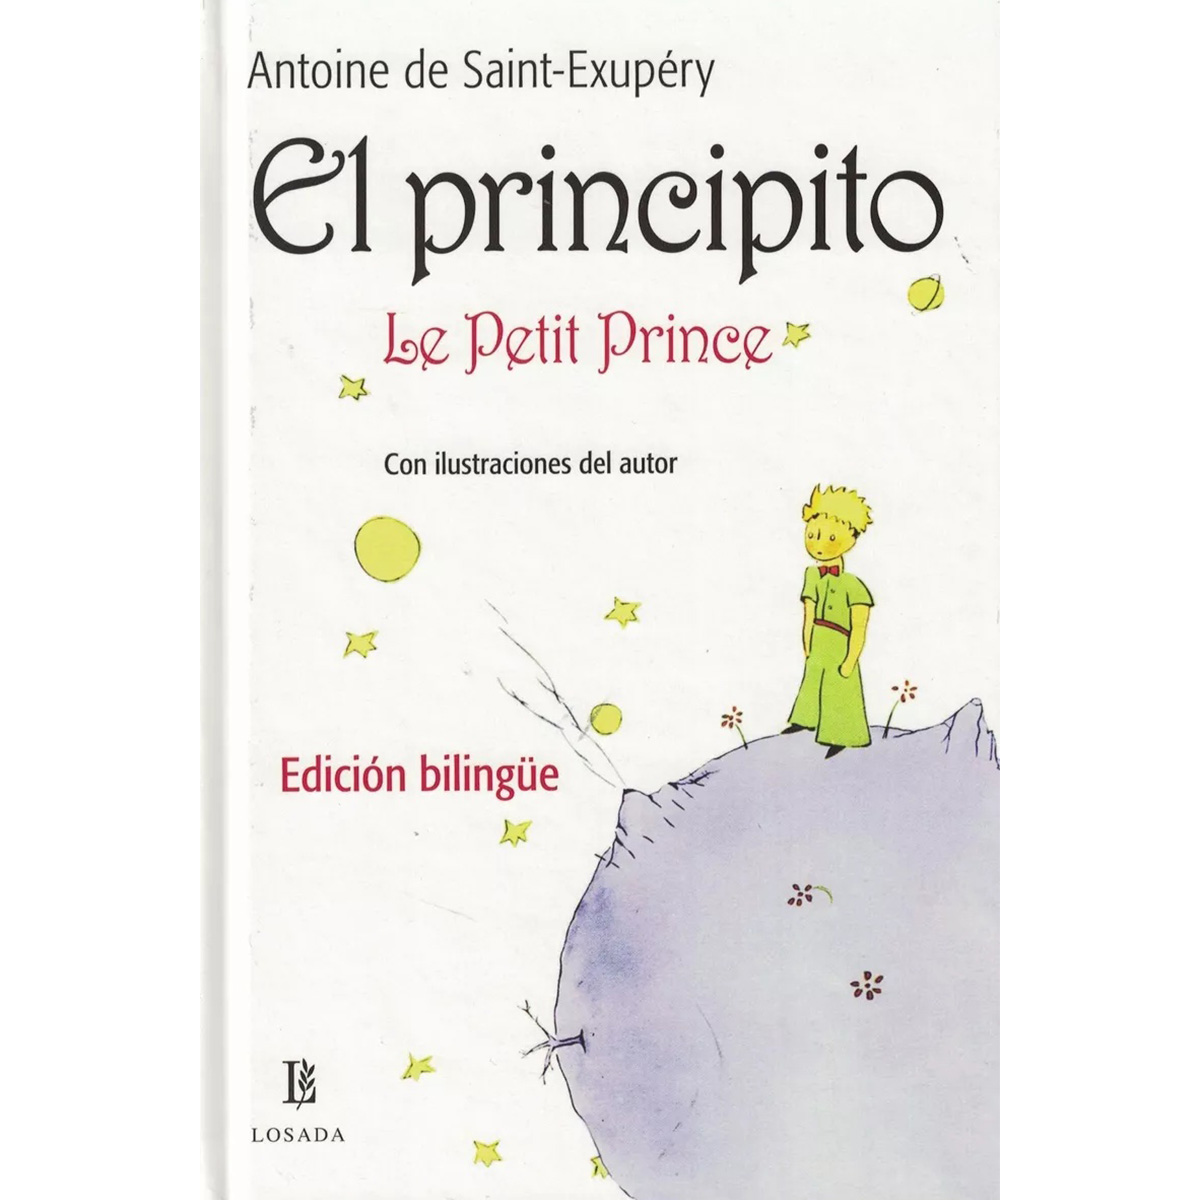 Antoine de Saint-Exupéry
El principito
Le Petit Prince
Con ilustraciones del autor
Edición bilingüe
L
LOSADA